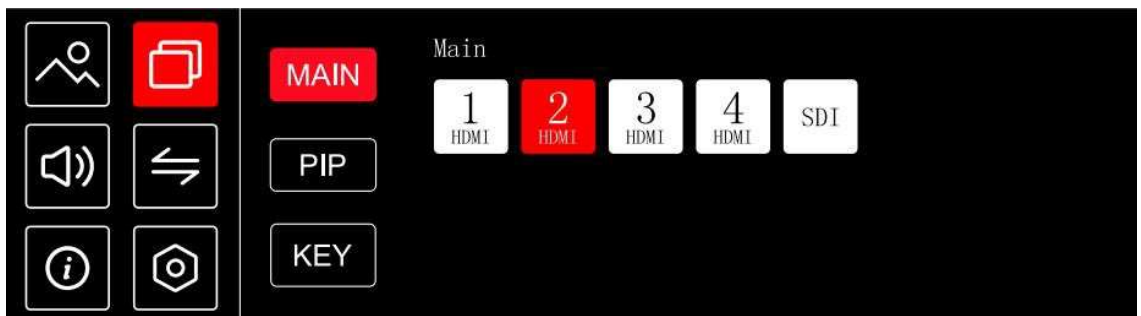 MAIN
PIP
KEY
Main
1 2 3 4 SDI
HDMI HDMI HDMI HDMI
i